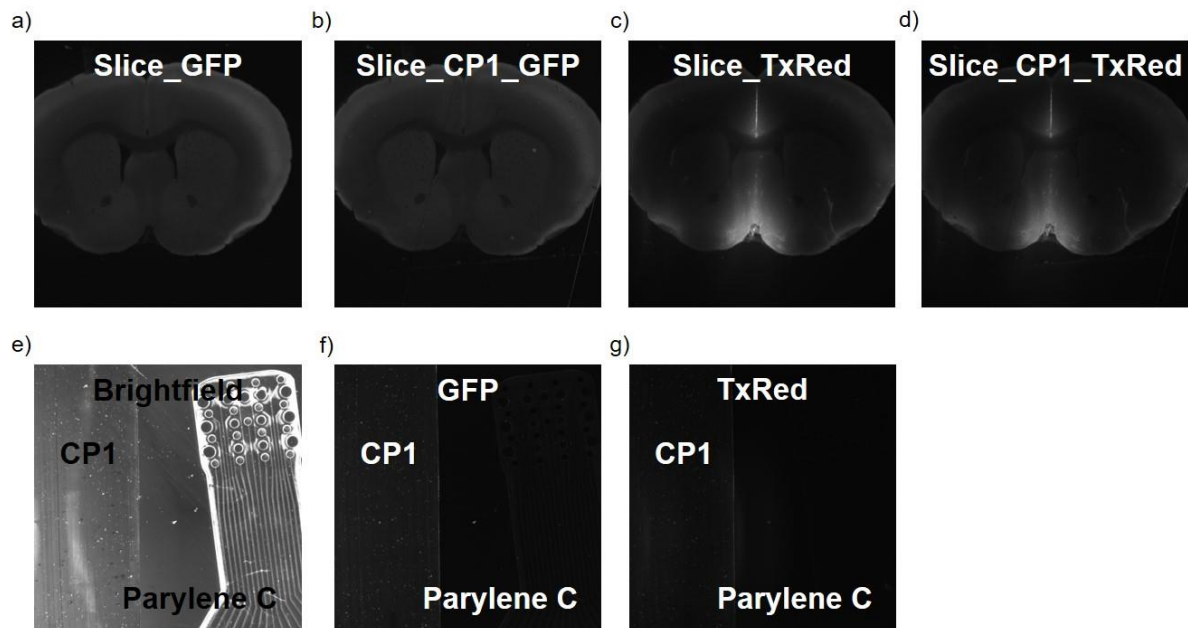 a)
b)
c)
d)
Slice_GFP
Slice_CP1_GFP
Slice_TxRed
Slice_CP1_TxRed
e)
f)
g)
Brightfield
GFP
TxRed
CP1
CP1
CP1
Parylene C
Parylene C
Parylene C